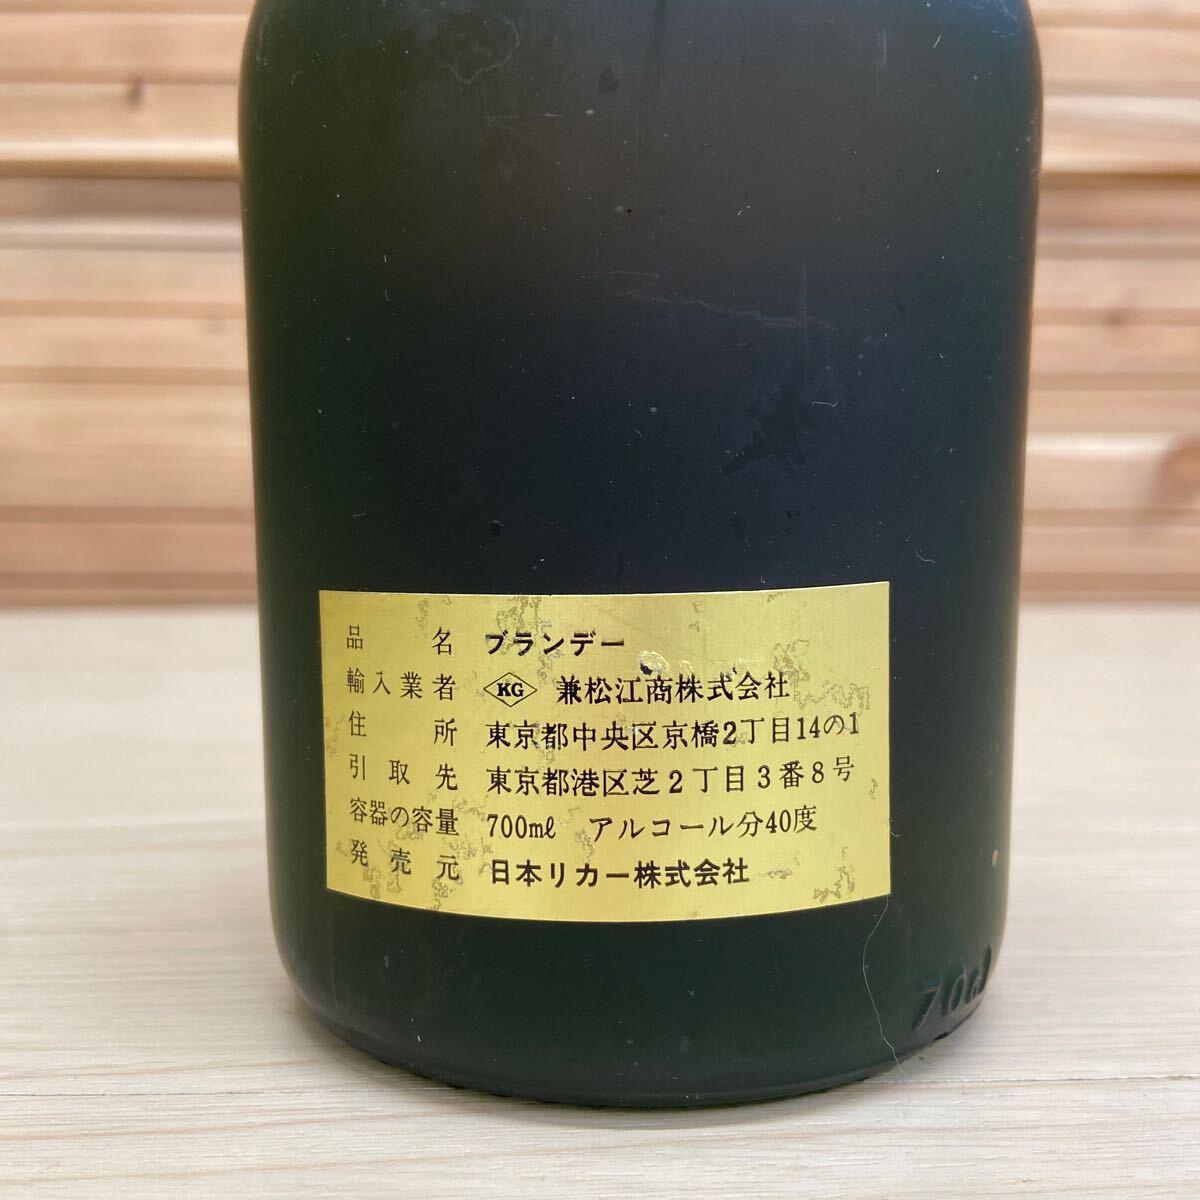 品名 ブランデー
輸入業者 KG 兼松江商株式会社
住所 東京都中央区京橋2丁目14の1
引取先 東京都港区芝2丁目3番8号
容器の容量 700mℓ アルコール分40度
発売元 日本リカー株式会社
70cl